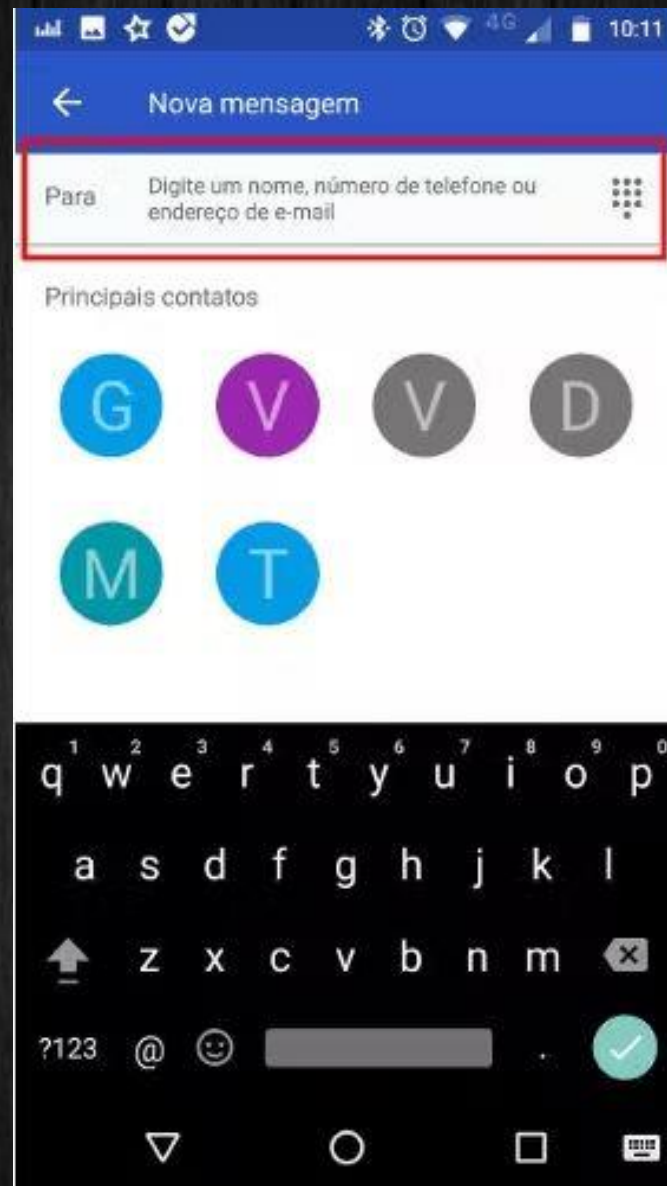 4G 10:11
Nova mensagem
Para Digite um nome, número de telefone ou
endereço de e-mail
Principais contatos
G V V D
M T
1 2 3 4 5 6 7 8 9 0
q w e r t y u i o p
a s d f g h j k l
z x c v b n m
?123 @ .